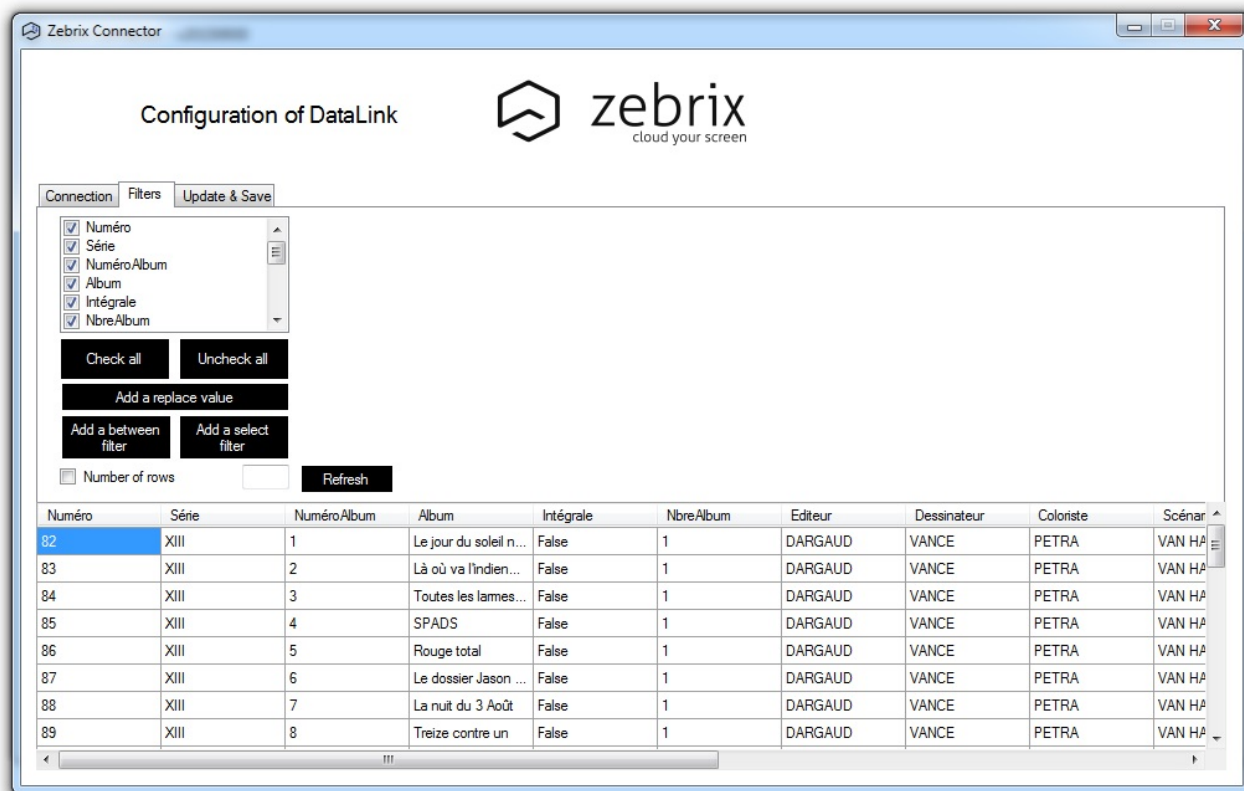 Zebrix Connector
Configuration of DataLink
zebrix
cloud your screen
Connection Filters Update & Save
Numéro
Série
NuméroAlbum
Album
Intégrale
NbreAlbum
Check all Uncheck all
Add a replace value
Add a between filter Add a select filter
Number of rows Refresh
Numéro Série NuméroAlbum Album Intégrale NbreAlbum Editeur Dessinateur Coloriste Scénar
82 XIII 1 Le jour du soleil n... False 1 DARGAUD VANCE PETRA VAN HA
83 XIII 2 Là où va l'indien... False 1 DARGAUD VANCE PETRA VAN HA
84 XIII 3 Toutes les larmes... False 1 DARGAUD VANCE PETRA VAN HA
85 XIII 4 SPADS False 1 DARGAUD VANCE PETRA VAN HA
86 XIII 5 Rouge total False 1 DARGAUD VANCE PETRA VAN HA
87 XIII 6 Le dossier Jason ... False 1 DARGAUD VANCE PETRA VAN HA
88 XIII 7 La nuit du 3 Août False 1 DARGAUD VANCE PETRA VAN HA
89 XIII 8 Treize contre un False 1 DARGAUD VANCE PETRA VAN HA